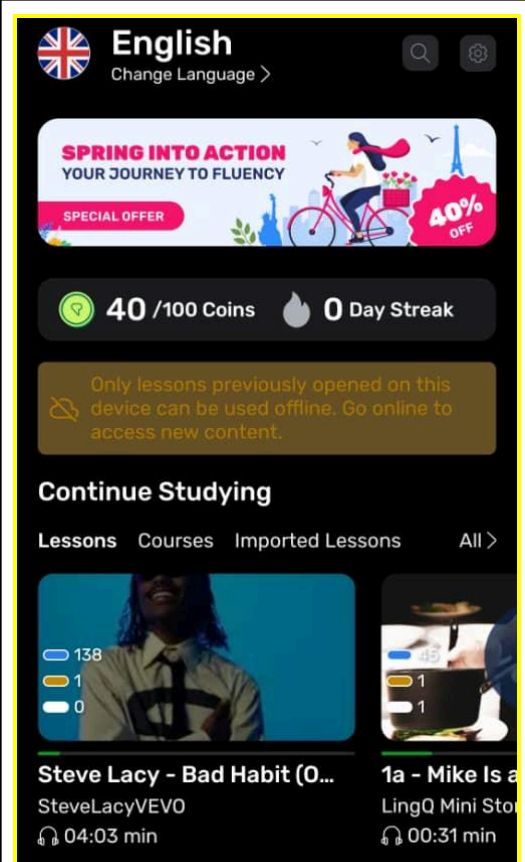 English
Change Language >
SPRING INTO ACTION
YOUR JOURNEY TO FLUENCY
SPECIAL OFFER
40%
OFF
40 /100 Coins
0 Day Streak
Only lessons previously opened on this
device can be used offline. Go online to
access new content.
Continue Studying
Lessons Courses Imported Lessons All >
138
1
0
45
1
1
Steve Lacy - Bad Habit (O...
SteveLacyVEVO
04:03 min
1a - Mike Is a
LingQ Mini Sto
00:31 min